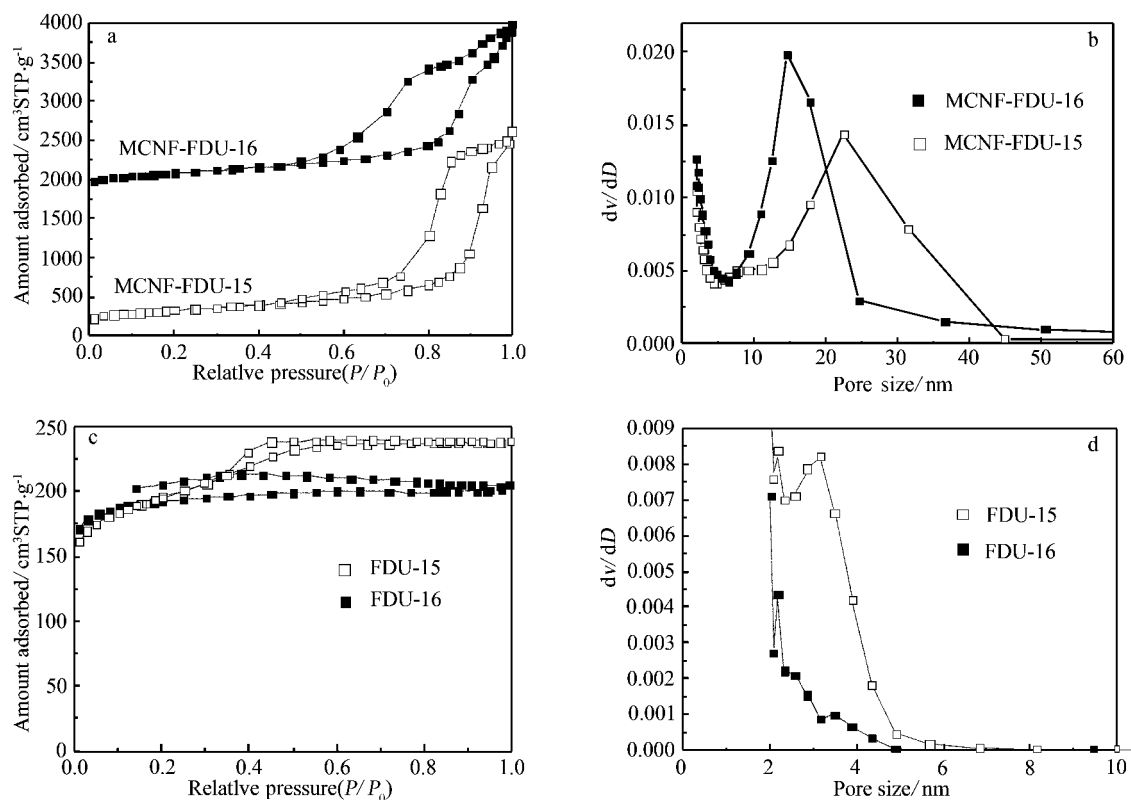 a
4000
3500
3000
2500
2000
1500
1000
500
0
Amount adsorbed/ cm³STP·g⁻¹
MCNF-FDU-16
MCNF-FDU-15
0.0 0.2 0.4 0.6 0.8 1.0
Relative pressure(P/P₀)
b
0.020
0.015
0.010
0.005
0.000
dv/dD
MCNF-FDU-16
MCNF-FDU-15
0 10 20 30 40 50 60
Pore size/ nm
c
250
200
150
100
50
0
Amount adsorbed/ cm³STP·g⁻¹
FDU-15
FDU-16
0.0 0.2 0.4 0.6 0.8 1.0
Relative pressure(P/P₀)
d
0.009
0.008
0.007
0.006
0.005
0.004
0.003
0.002
0.001
0.000
dv/dD
FDU-15
FDU-16
0 2 4 6 8 10
Pore size/ nm